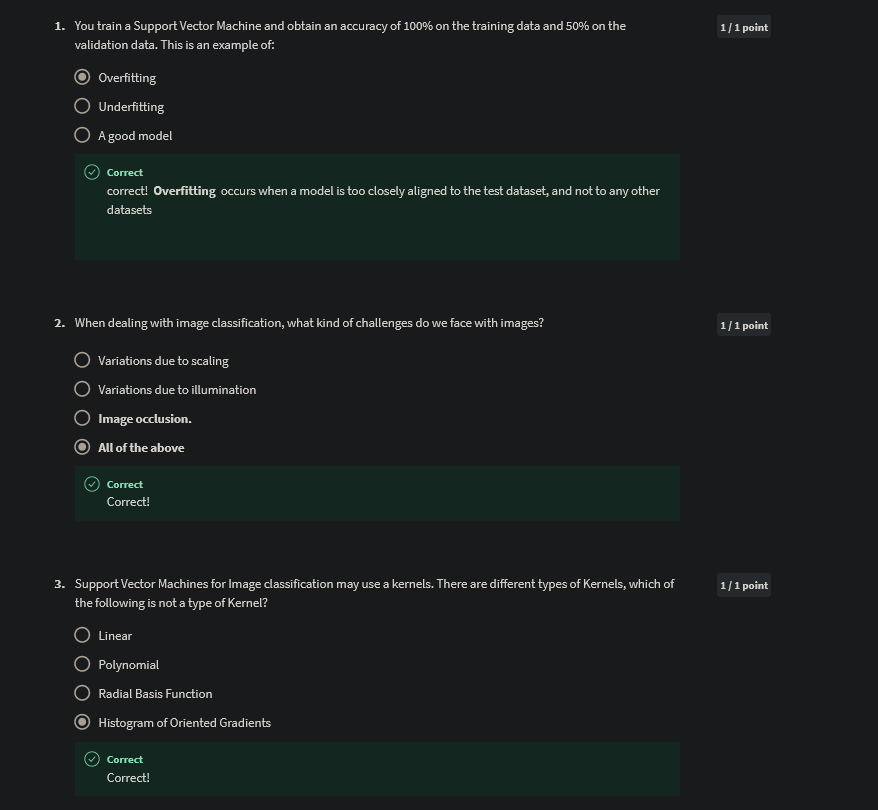 1. You train a Support Vector Machine and obtain an accuracy of 100% on the training data and 50% on the
validation data. This is an example of:
1 / 1 point
Overfitting
Underfitting
A good model
Correct
correct! Overfitting occurs when a model is too closely aligned to the test dataset, and not to any other
datasets
2. When dealing with image classification, what kind of challenges do we face with images?
1 / 1 point
Variations due to scaling
Variations due to illumination
Image occlusion.
All of the above
Correct
Correct!
3. Support Vector Machines for Image classification may use a kernels. There are different types of Kernels, which of
the following is not a type of Kernel?
1 / 1 point
Linear
Polynomial
Radial Basis Function
Histogram of Oriented Gradients
Correct
Correct!